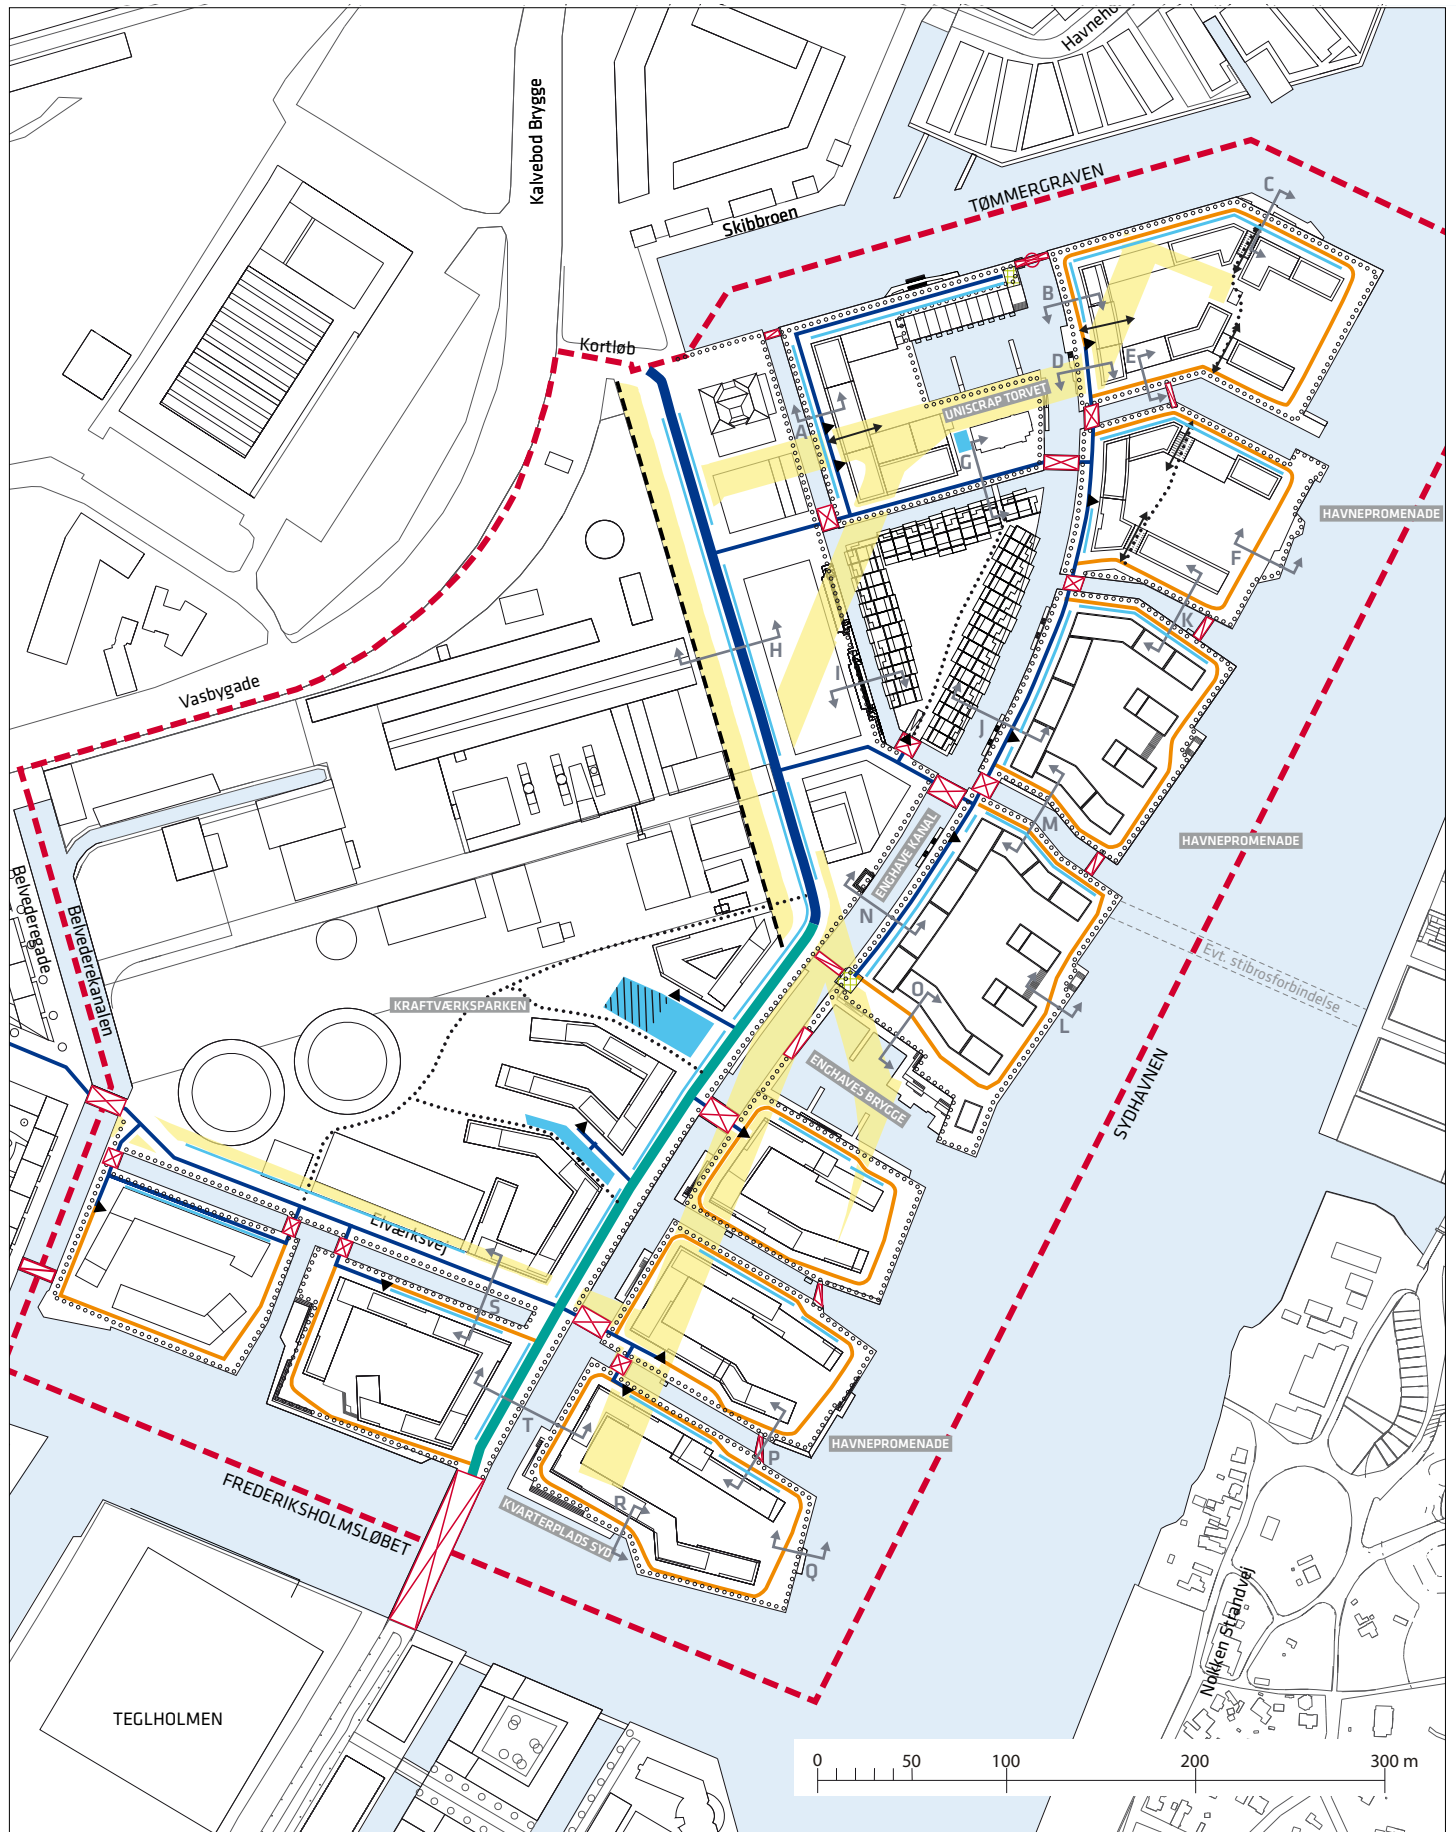 Havneho
Kalvebod Brygge
Skibbroen
TØMMERGRAVEN
C
B
Kortløb
D
E
UNISCRAP TORVET
A
G
HAVNEPROMENADE
F
K
H
I
Vasbygade
J
M
HAVNEPROMENADE
ENGHAVE KANAL
Belvederegade
Belvederekanalen
N
Evt. stibrosforbindelse
KRAFTVÆRKSPARKEN
O
L
ENGHAVES BRYGGE
SYDHAVNEN
Elværksvej
S
T
HAVNEPROMENADE
P
R
FREDERIKSHOLMSLØBET
KVARTERPLADS SYD
Q
Nokken Strandvej
TEGLHOLMEN
0 50 100 200 300 m